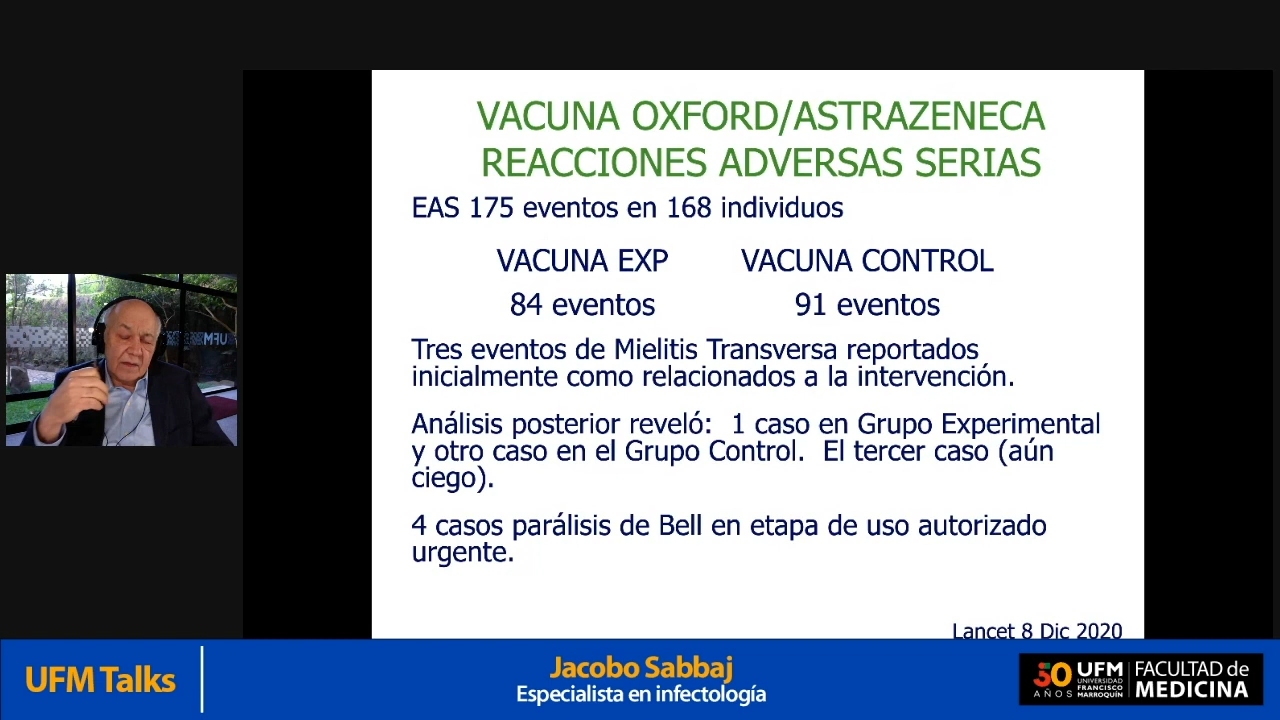 VACUNA OXFORD/ASTRAZENECA
REACCIONES ADVERSAS SERIAS
EAS 175 eventos en 168 individuos
VACUNA EXP VACUNA CONTROL
84 eventos 91 eventos
Tres eventos de Mielitis Transversa reportados
inicialmente como relacionados a la intervención.
Análisis posterior reveló: 1 caso en Grupo Experimental
y otro caso en el Grupo Control. El tercer caso (aún
ciego).
4 casos parálisis de Bell en etapa de uso autorizado
urgente.
Lancet 8 Dic 2020
UFM
UFM Talks
Jacobo Sabbaj
Especialista en infectología
50 AÑOS
UFM
UNIVERSIDAD
FRANCISCO
MARROQUÍN
FACULTAD de
MEDICINA